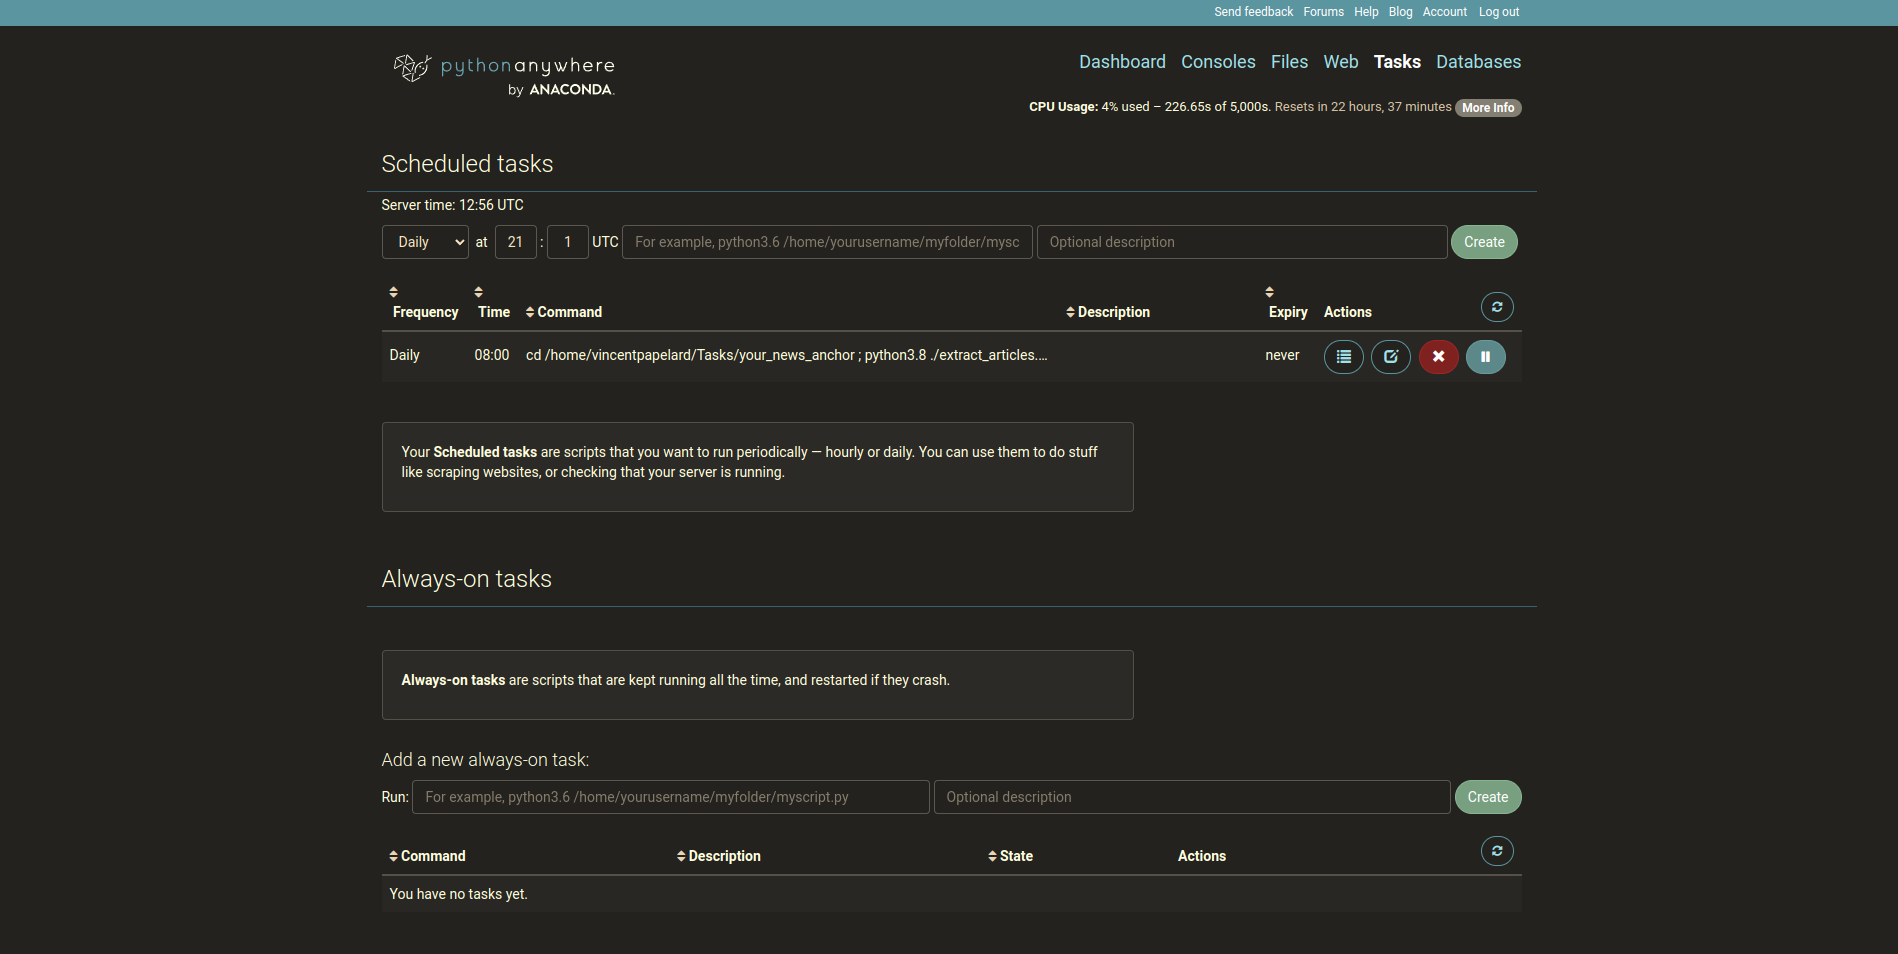 Send feedback Forums Help Blog Account Log out
pythonanywhere
by ANACONDA.
Dashboard Consoles Files Web Tasks Databases
CPU Usage: 4% used – 226.65s of 5,000s. Resets in 22 hours, 37 minutes More Info
Scheduled tasks
Server time: 12:56 UTC
Daily at 21 : 1 UTC For example, python3.6 /home/yourusername/myfolder/mysc Optional description Create
Frequency Time Command Description Expiry Actions
Daily 08:00 cd /home/vincentpapelard/Tasks/your_news_anchor ; python3.8 ./extract_articles.... never
Your Scheduled tasks are scripts that you want to run periodically — hourly or daily. You can use them to do stuff
like scraping websites, or checking that your server is running.
Always-on tasks
Always-on tasks are scripts that are kept running all the time, and restarted if they crash.
Add a new always-on task:
Run: For example, python3.6 /home/yourusername/myfolder/myscript.py Optional description Create
Command Description State Actions
You have no tasks yet.